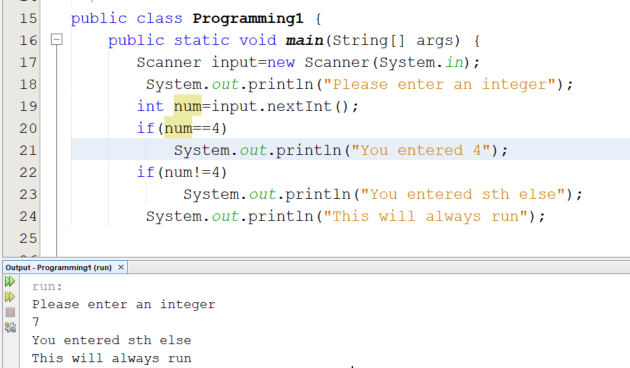 15 public class Programming1 {
16 public static void main(String[] args) {
17 Scanner input=new Scanner(System.in);
18 System.out.println("Please enter an integer");
19 int num=input.nextInt();
20 if(num==4)
21 System.out.println("You entered 4");
22 if(num!=4)
23 System.out.println("You entered sth else");
24 System.out.println("This will always run");
25
Output - Programming1 (run) ×
run:
Please enter an integer
7
You entered sth else
This will always run